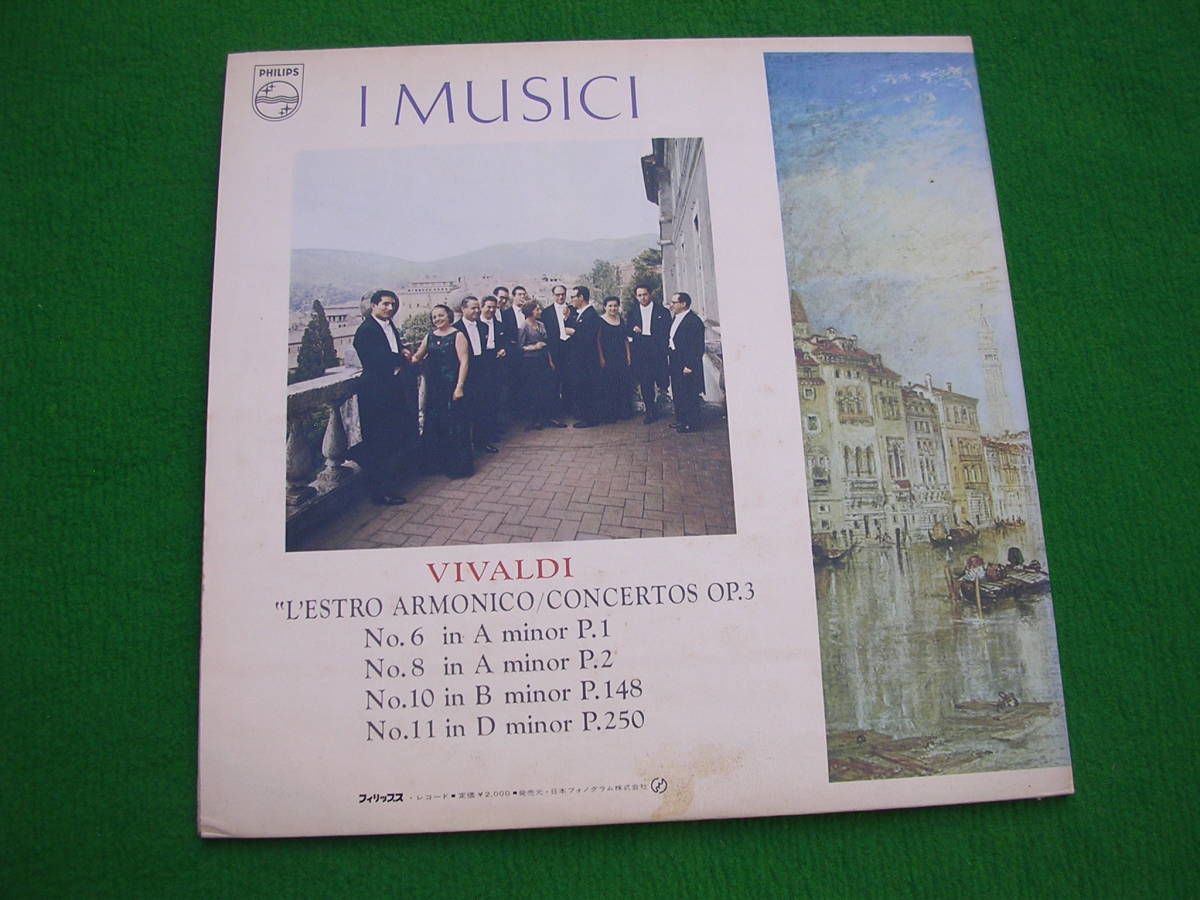 PHILIPS
I MUSICI
VIVALDI
"L'ESTRO ARMONICO/CONCERTOS OP.3
No.6 in A minor P.1
No.8 in A minor P.2
No.10 in B minor P.148
No.11 in D minor P.250
フィリップス・レコード■定価¥2,000■発売元・日本フォノグラム株式会社